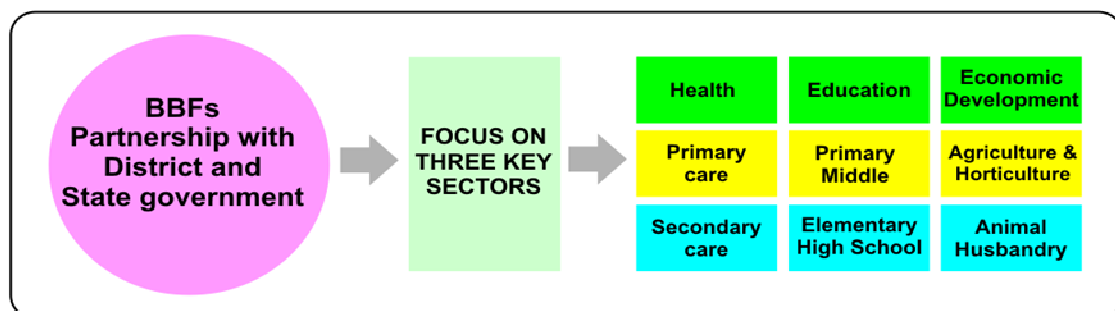 BBFs
Partnership with
District and
State government
FOCUS ON
THREE KEY
SECTORS
Health
Education
Economic
Development
Primary
care
Primary
Middle
Agriculture &
Horticulture
Secondary
care
Elementary
High School
Animal
Husbandry